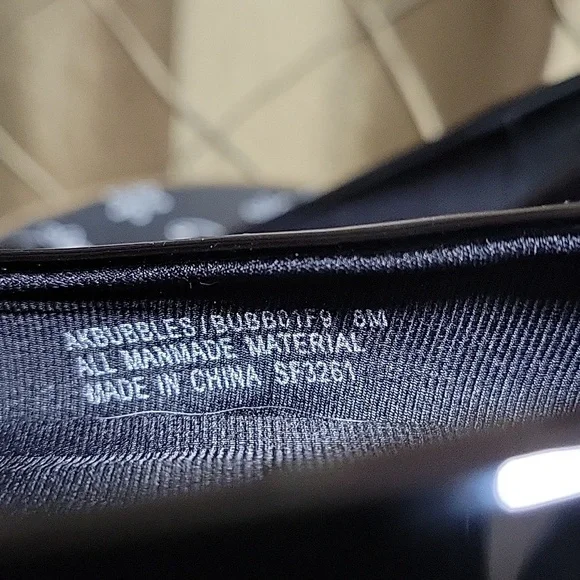 AKBUBBLES/BUBB01F9 8M
ALL MANMADE MATERIAL
MADE IN CHINA SF3261